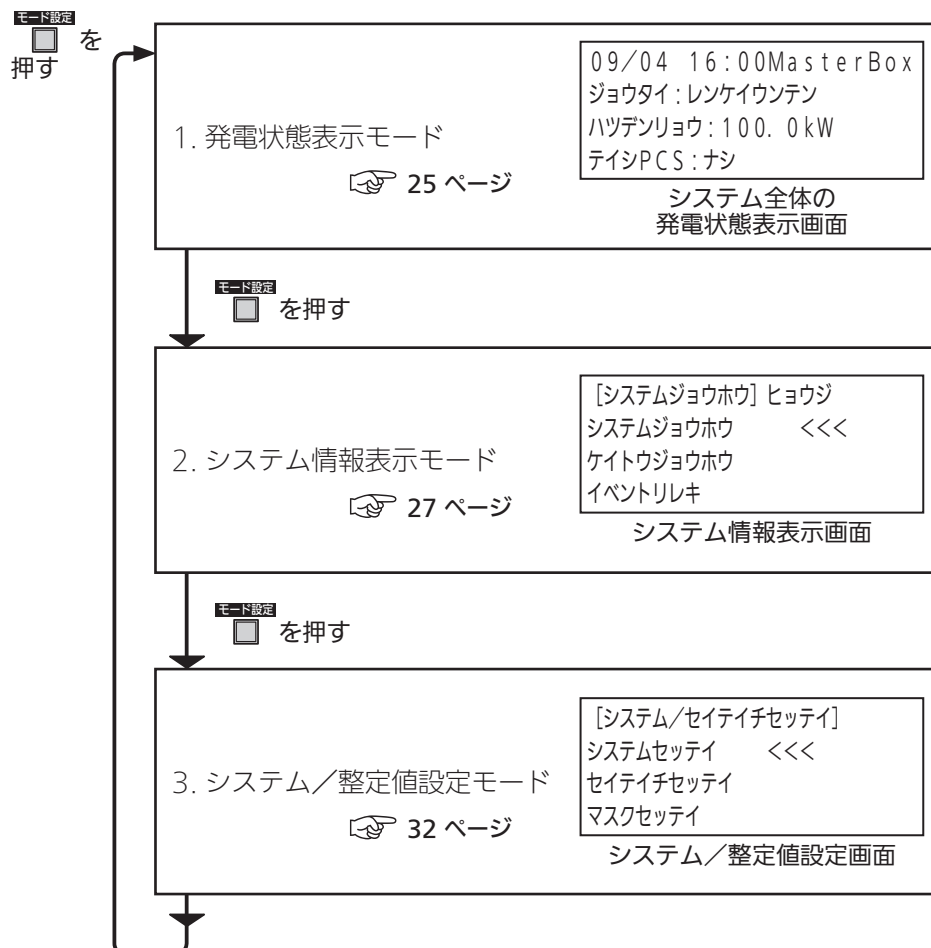 モード設定
を
押す
1. 発電状態表示モード
25 ページ
09/04 16:00MasterBox
ジョウタイ:レンケイウンテン
ハツデンリョウ:100. 0kW
テイシPCS:ナシ
システム全体の
発電状態表示画面
モード設定
を押す
2. システム情報表示モード
27 ページ
[システムジョウホウ] ヒョウジ
システムジョウホウ <<<
ケイトウジョウホウ
イベントリレキ
システム情報表示画面
モード設定
を押す
3. システム/整定値設定モード
32 ページ
[システム/セイテイチセッテイ]
システムセッテイ <<<
セイテイチセッテイ
マスクセッテイ
システム/整定値設定画面